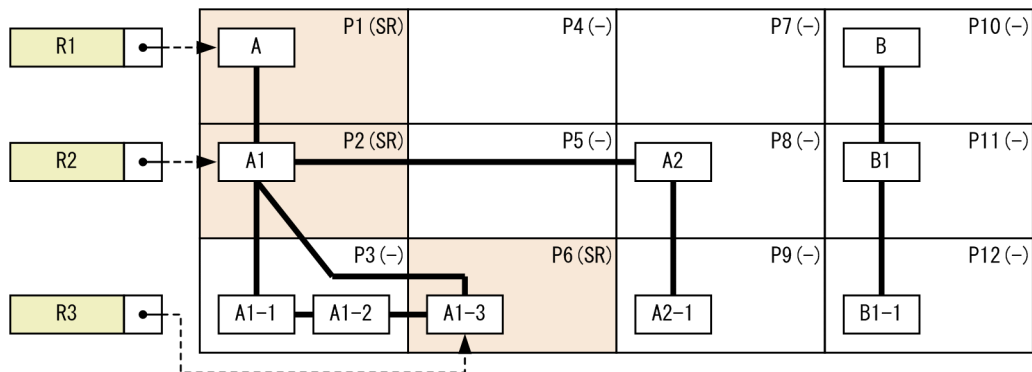 R1 A P1(SR) P4(-) P7(-) B P10(-)
R2 A1 P2(SR) P5(-) A2 P8(-) B1 P11(-)
P3(-) P6(SR) P9(-) P12(-)
R3 A1-1 A1-2 A1-3 A2-1 B1-1